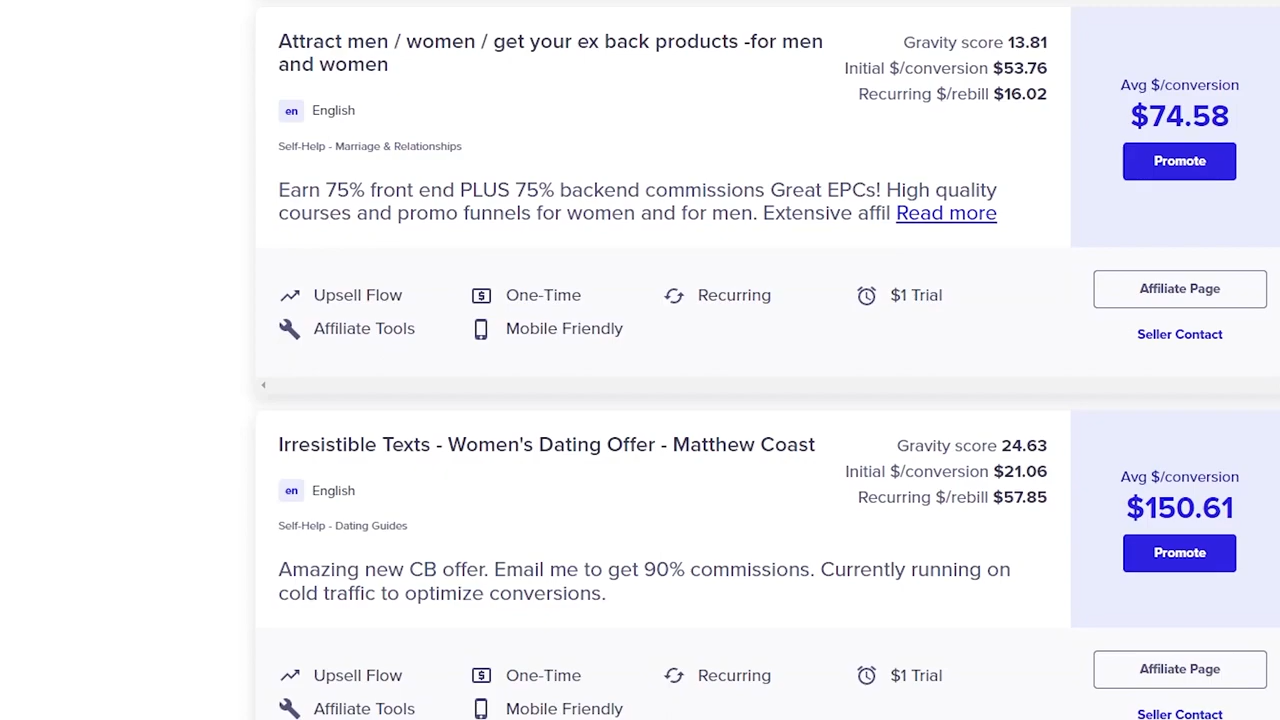 Attract men / women / get your ex back products -for men
and women
Gravity score 13.81
Initial $/conversion $53.76
Recurring $/rebill $16.02
Avg $/conversion
$74.58
Promote
en English
Self-Help - Marriage & Relationships
Earn 75% front end PLUS 75% backend commissions Great EPCs! High quality
courses and promo funnels for women and for men. Extensive affil Read more
Upsell Flow One-Time Recurring $1 Trial
Affiliate Tools Mobile Friendly
Affiliate Page
Seller Contact
Irresistible Texts - Women's Dating Offer - Matthew Coast
Gravity score 24.63
Initial $/conversion $21.06
Recurring $/rebill $57.85
Avg $/conversion
$150.61
Promote
en English
Self-Help - Dating Guides
Amazing new CB offer. Email me to get 90% commissions. Currently running on
cold traffic to optimize conversions.
Upsell Flow One-Time Recurring $1 Trial
Affiliate Tools Mobile Friendly
Affiliate Page
Seller Contact